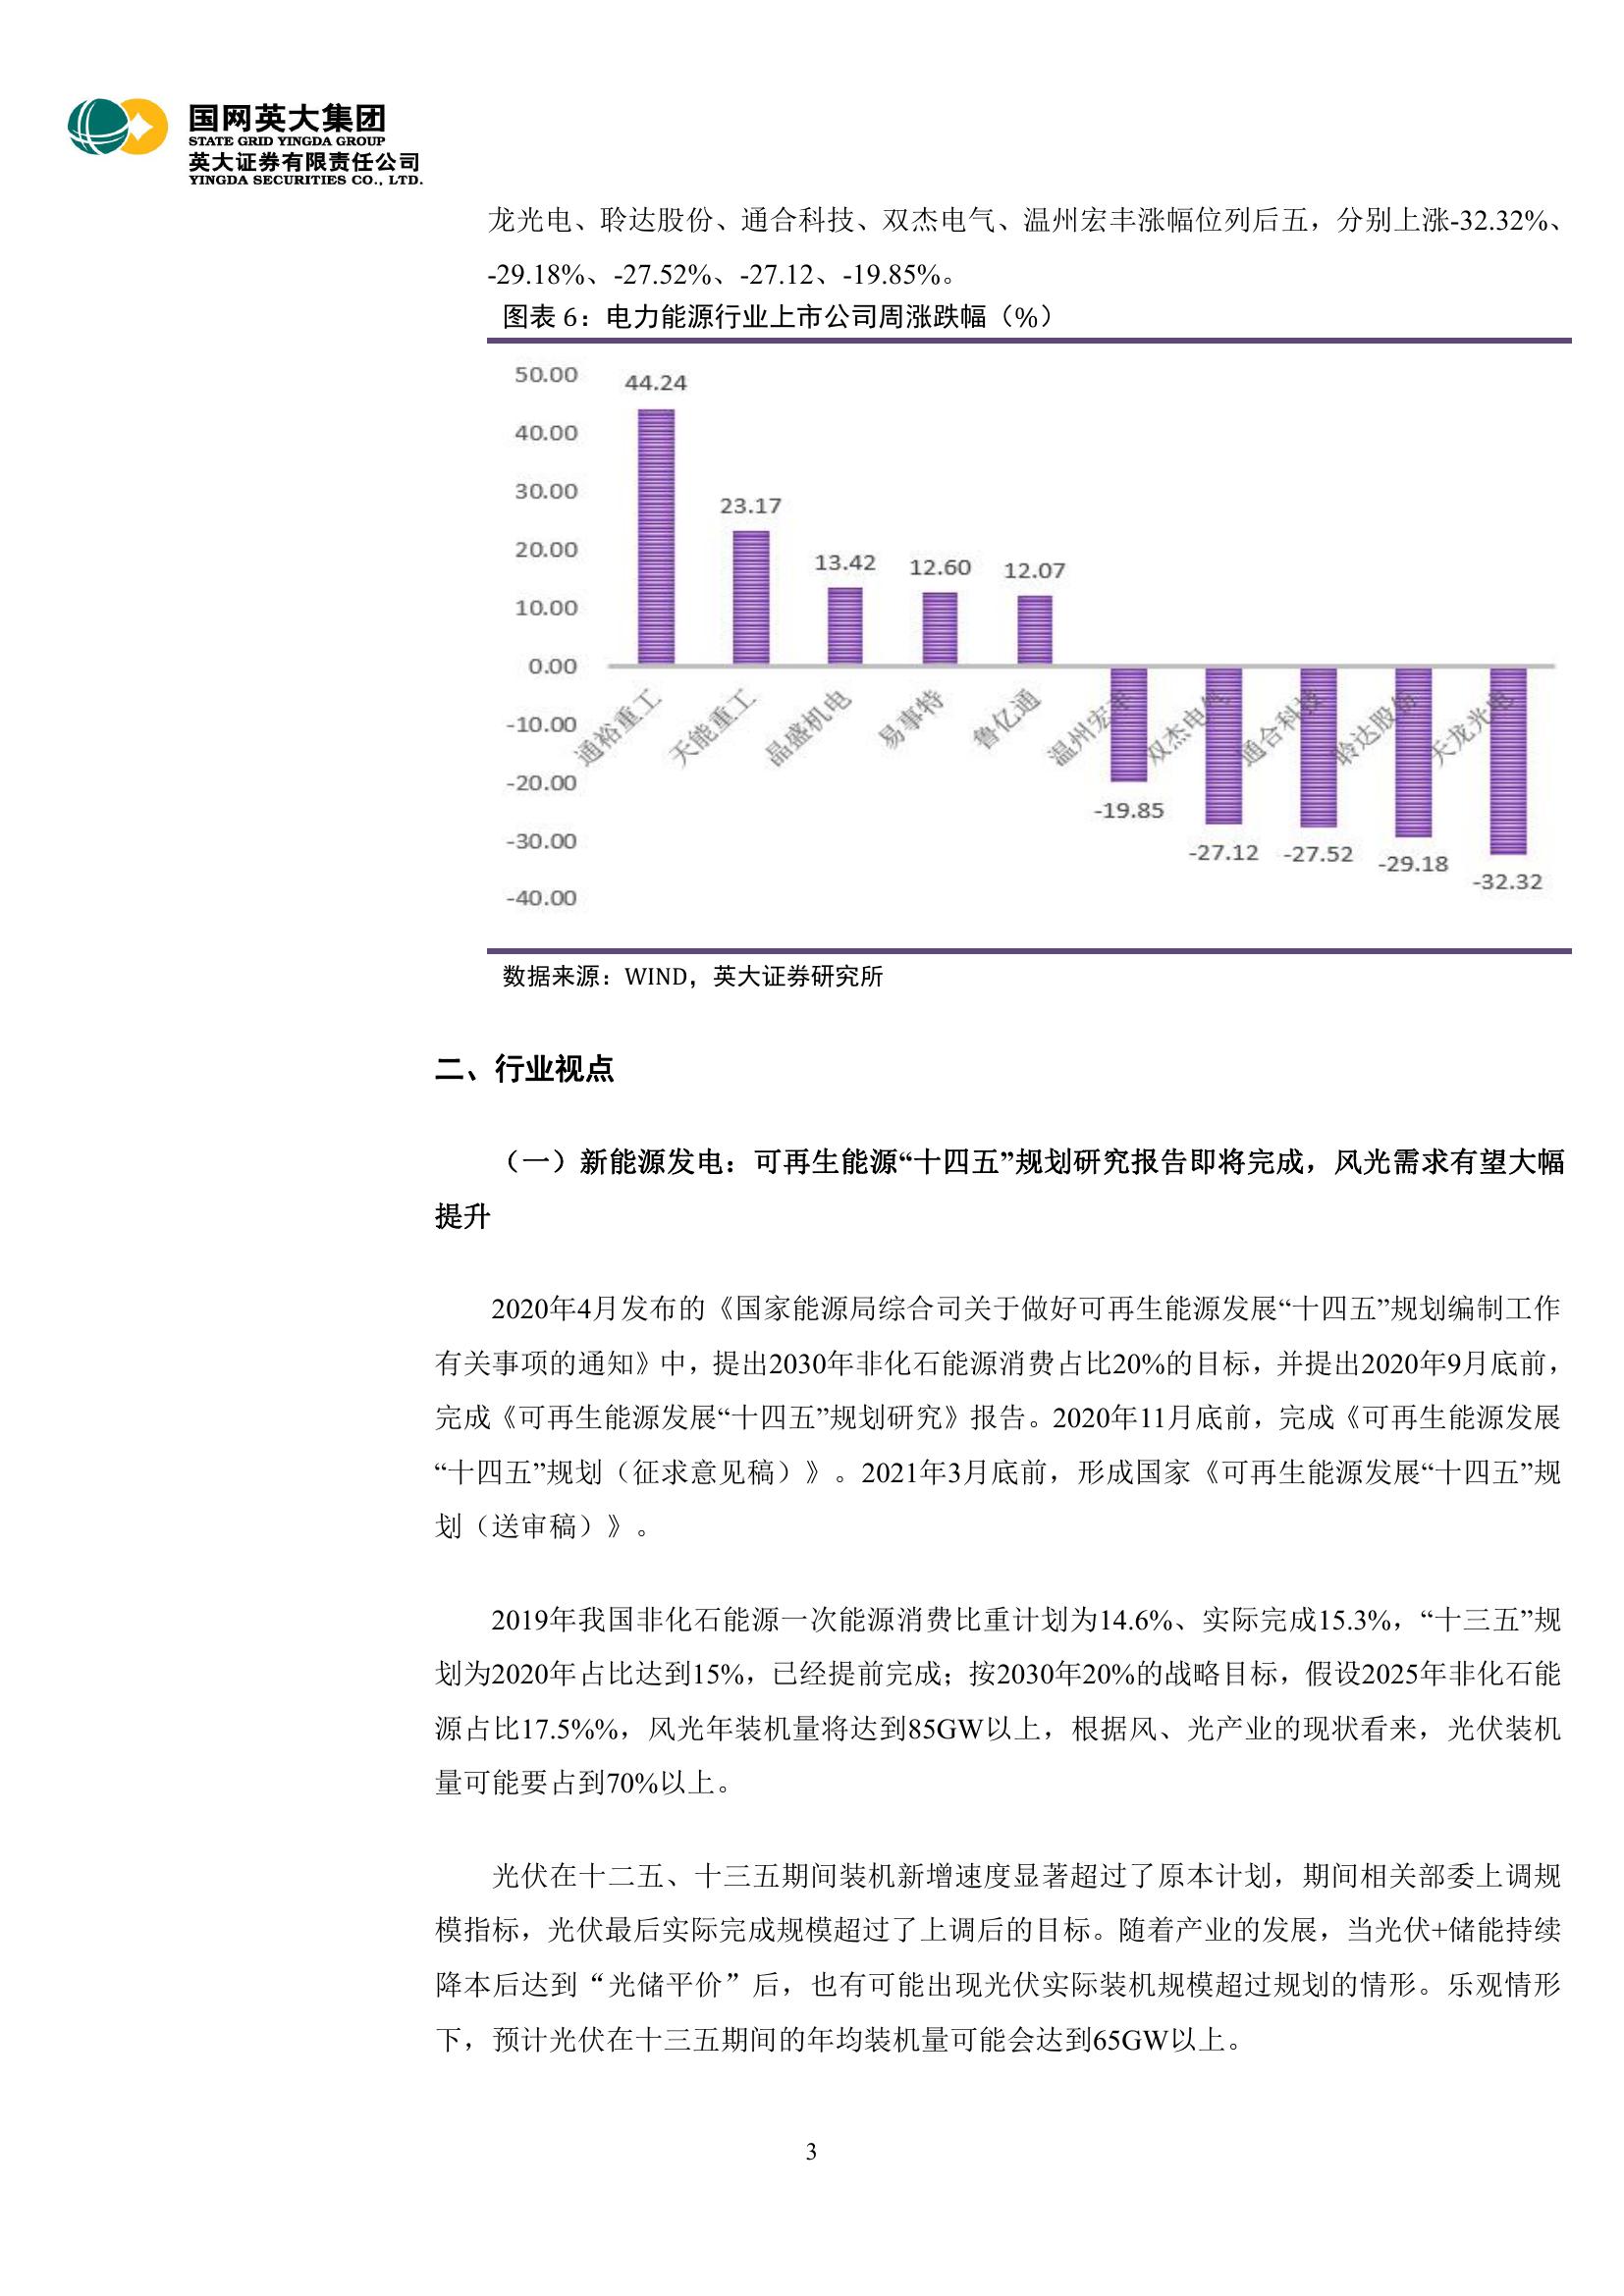 国网英大集团
STATE GRID YINGDA GROUP
英大证券有限责任公司
YINGDA SECURITIES CO., LTD.
龙光电、聆达股份、通合科技、双杰电气、温州宏丰涨幅位列后五，分别上涨-32.32%、
-29.18%、-27.52%、-27.12、-19.85%。
图表 6：电力能源行业上市公司周涨跌幅（%）
50.00
40.00
30.00
20.00
10.00
0.00
-10.00
-20.00
-30.00
-40.00
44.24
23.17
13.42
12.60
12.07
-19.85
-27.12
-27.52
-29.18
-32.32
通裕重工
天能重工
晶盛机电
易事特
鲁亿通
温州宏丰
双杰电气
通合科技
聆达股份
天龙光电
数据来源：WIND，英大证券研究所
二、行业视点
（一）新能源发电：可再生能源“十四五”规划研究报告即将完成，风光需求有望大幅
提升
2020年4月发布的《国家能源局综合司关于做好可再生能源发展“十四五”规划编制工作
有关事项的通知》中，提出2030年非化石能源消费占比20%的目标，并提出2020年9月底前，
完成《可再生能源发展“十四五”规划研究》报告。2020年11月底前，完成《可再生能源发展
“十四五”规划（征求意见稿）》。2021年3月底前，形成国家《可再生能源发展“十四五”规
划（送审稿）》。
2019年我国非化石能源一次能源消费比重计划为14.6%、实际完成15.3%，“十三五”规
划为2020年占比达到15%，已经提前完成；按2030年20%的战略目标，假设2025年非化石能
源占比17.5%%，风光年装机量将达到85GW以上，根据风、光产业的现状看来，光伏装机
量可能要占到70%以上。
光伏在十二五、十三五期间装机新增速度显著超过了原本计划，期间相关部委上调规
模指标，光伏最后实际完成规模超过了上调后的目标。随着产业的发展，当光伏+储能持续
降本后达到“光储平价”后，也有可能出现光伏实际装机规模超过规划的情形。乐观情形
下，预计光伏在十三五期间的年均装机量可能会达到65GW以上。
3